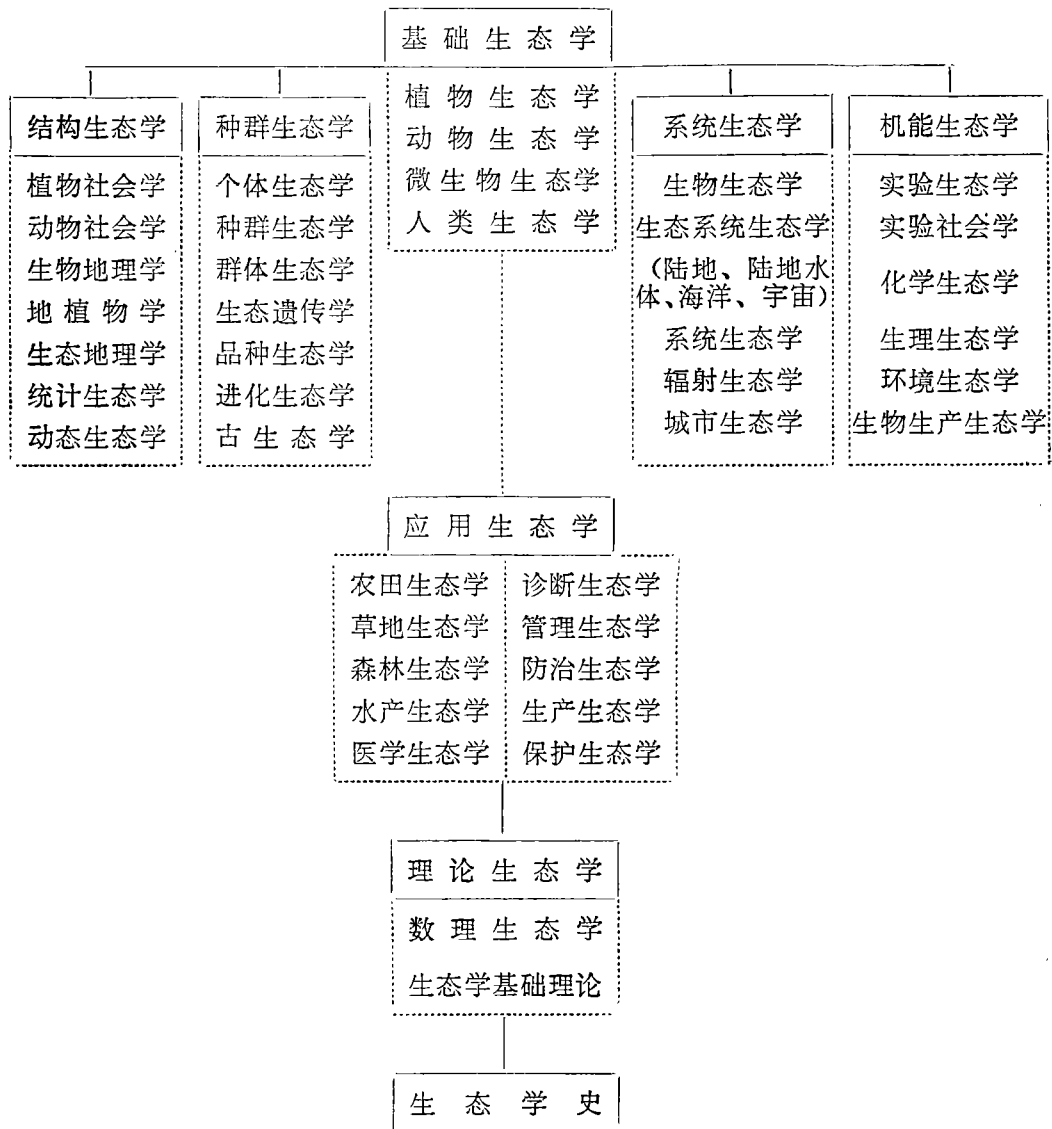 基础生态学
植物生态学
动物生态学
微生物生态学
人类生态学
结构生态学
植物社会学
动物社会学
生物地理学
地植物学
生态地理学
统计生态学
动态生态学
种群生态学
个体生态学
种群生态学
群体生态学
生态遗传学
品种生态学
进化生态学
古生态学
系统生态学
生物生态学
生态系统生态学
(陆地、陆地水
体、海洋、宇宙)
系统生态学
辐射生态学
城市生态学
机能生态学
实验生态学
实验社会学
化学生态学
生理生态学
环境生态学
生物生产生态学
应用生态学
农田生态学
草地生态学
森林生态学
水产生态学
医学生态学
诊断生态学
管理生态学
防治生态学
生产生态学
保护生态学
理论生态学
数理生态学
生态学基础理论
生态学史